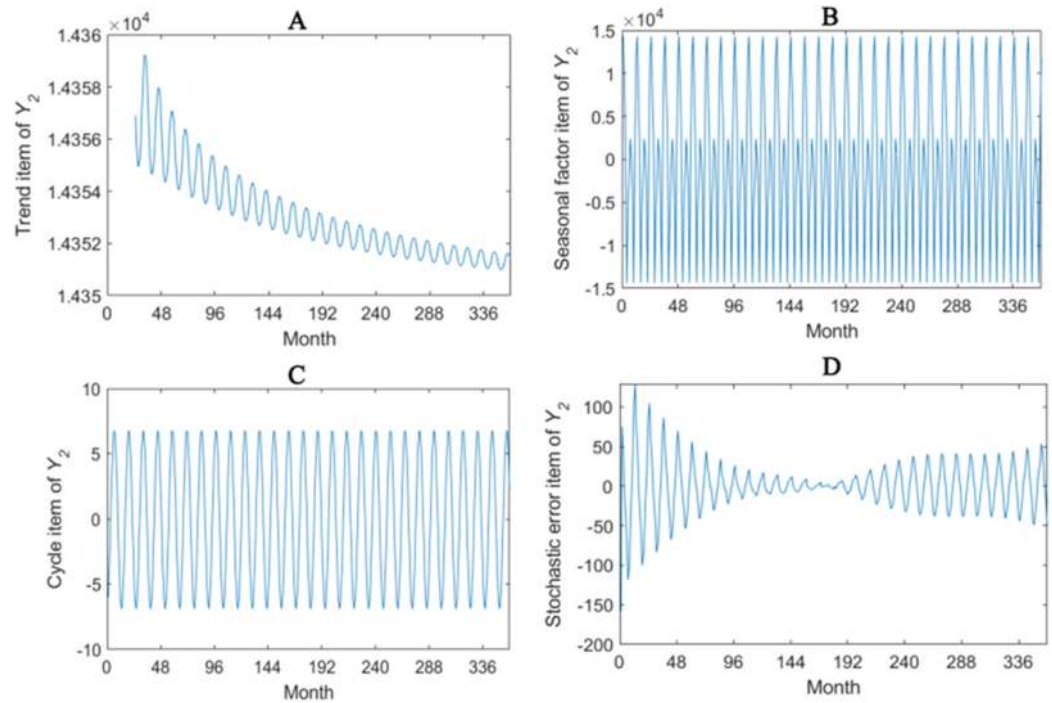 A
×10⁴
1.436
1.4358
1.4356
1.4354
1.4352
1.435
Trend item of Y₂
0 48 96 144 192 240 288 336
Month
B
×10⁴
1.5
1
0.5
0
-0.5
-1
-1.5
Seasonal factor item of Y₂
0 48 96 144 192 240 288 336
Month
C
10
5
0
-5
-10
Cycle item of Y₂
0 48 96 144 192 240 288 336
Month
D
100
50
0
-50
-100
-150
-200
Stochastic error item of Y₂
0 48 96 144 192 240 288 336
Month